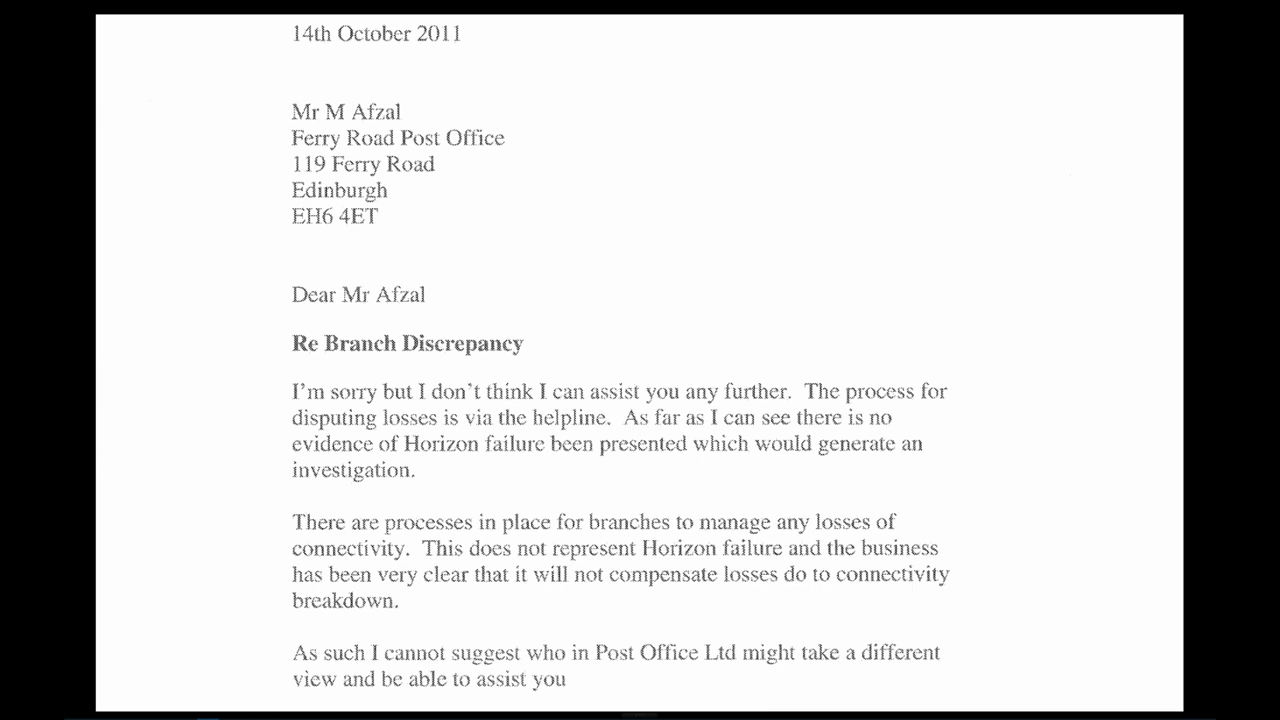 14th October 2011
Mr M Afzal
Ferry Road Post Office
119 Ferry Road
Edinburgh
EH6 4ET
Dear Mr Afzal
Re Branch Discrepancy
I'm sorry but I don't think I can assist you any further.  The process for
disputing losses is via the helpline.  As far as I can see there is no
evidence of Horizon failure been presented which would generate an
investigation.
There are processes in place for branches to manage any losses of
connectivity.  This does not represent Horizon failure and the business
has been very clear that it will not compensate losses do to connectivity
breakdown.
As such I cannot suggest who in Post Office Ltd might take a different
view and be able to assist you